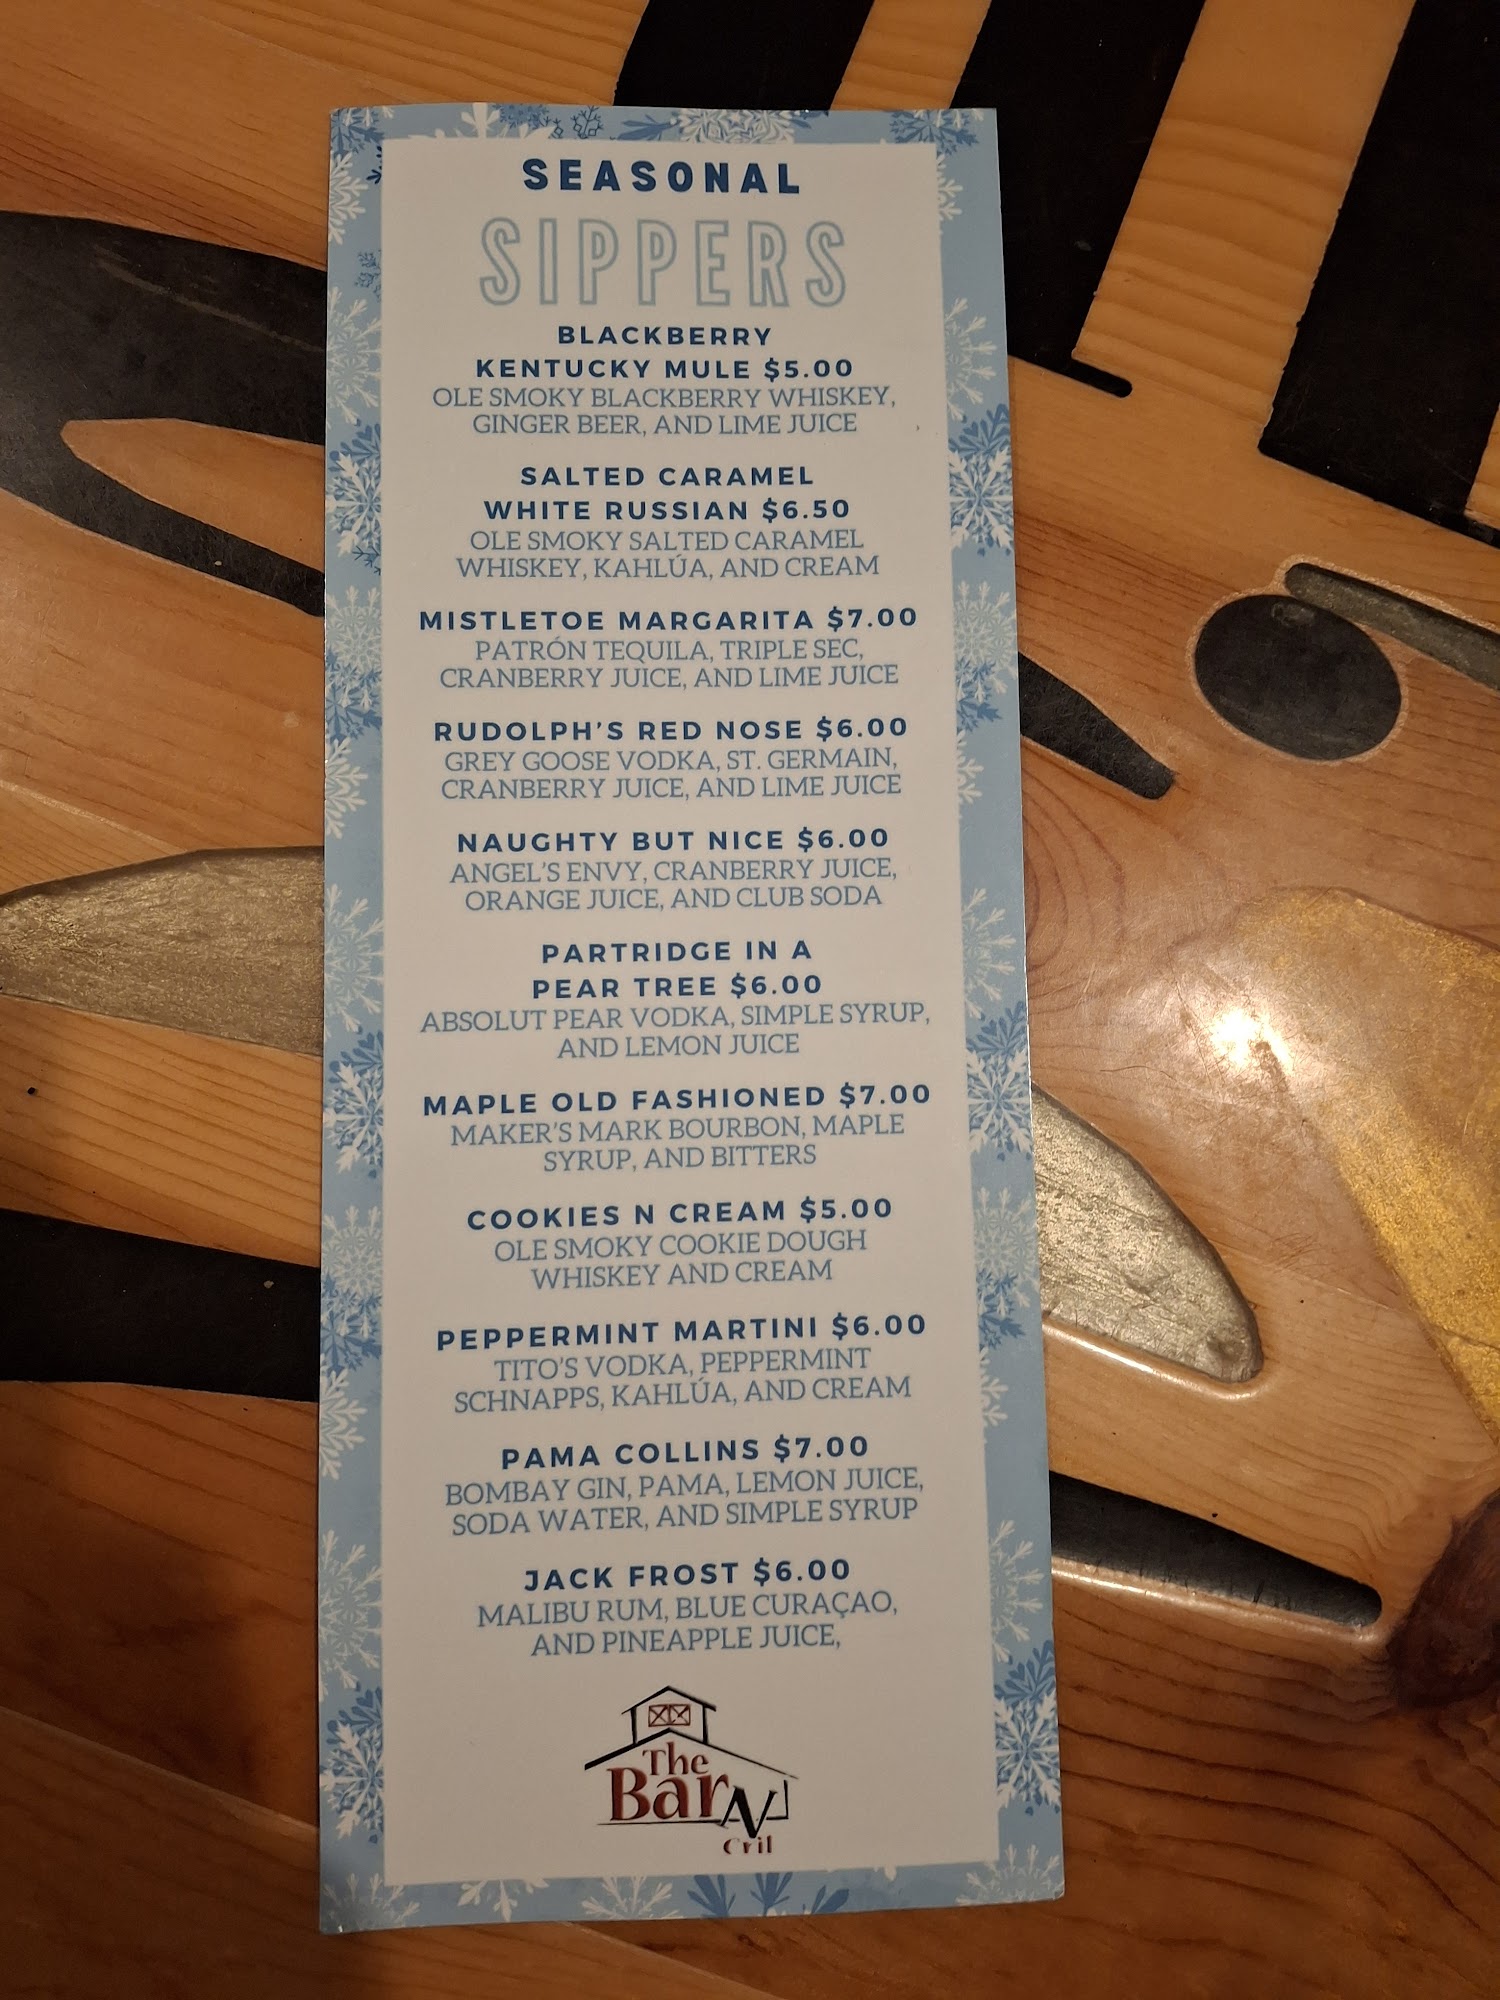 SEASONAL
SIPPERS
BLACKBERRY
KENTUCKY MULE $5.00
OLE SMOKY BLACKBERRY WHISKEY,
GINGER BEER, AND LIME JUICE
SALTED CARAMEL
WHITE RUSSIAN $6.50
OLE SMOKY SALTED CARAMEL
WHISKEY, KAHLÚA, AND CREAM
MISTLETOE MARGARITA $7.00
PATRÓN TEQUILA, TRIPLE SEC,
CRANBERRY JUICE, AND LIME JUICE
RUDOLPH'S RED NOSE $6.00
GREY GOOSE VODKA, ST. GERMAIN,
CRANBERRY JUICE, AND LIME JUICE
NAUGHTY BUT NICE $6.00
ANGEL'S ENVY, CRANBERRY JUICE,
ORANGE JUICE, AND CLUB SODA
PARTRIDGE IN A
PEAR TREE $6.00
ABSOLUT PEAR VODKA, SIMPLE SYRUP,
AND LEMON JUICE
MAPLE OLD FASHIONED $7.00
MAKER'S MARK BOURBON, MAPLE
SYRUP, AND BITTERS
COOKIES N CREAM $5.00
OLE SMOKY COOKIE DOUGH
WHISKEY AND CREAM
PEPPERMINT MARTINI $6.00
TITO'S VODKA, PEPPERMINT
SCHNAPPS, KAHLÚA, AND CREAM
PAMA COLLINS $7.00
BOMBAY GIN, PAMA, LEMON JUICE,
SODA WATER, AND SIMPLE SYRUP
JACK FROST $6.00
MALIBU RUM, BLUE CURAÇAO,
AND PINEAPPLE JUICE,
The
BarN
Gril